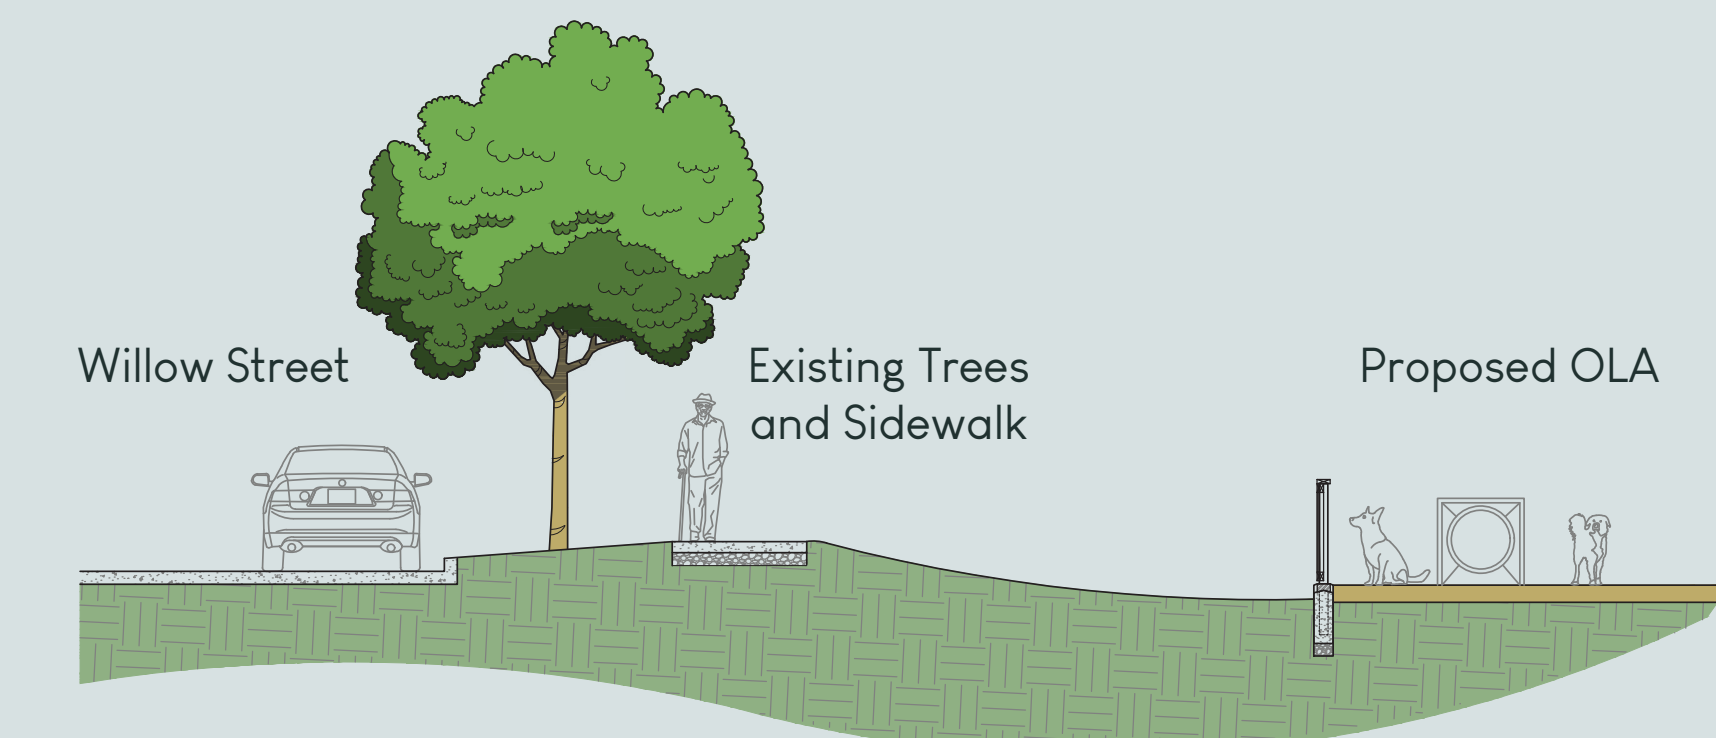 Willow Street
Existing Trees
and Sidewalk
Proposed OLA